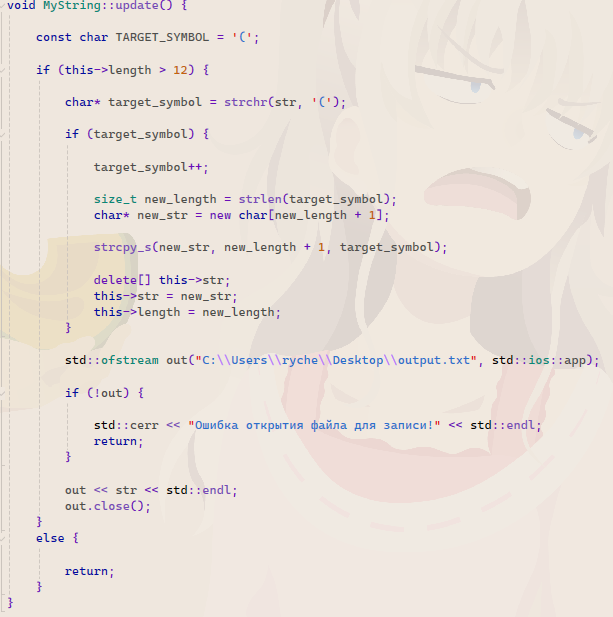 void MyString::update() {
const char TARGET_SYMBOL = '(';
if (this->length > 12) {
char* target_symbol = strchr(str, '(');
if (target_symbol) {
target_symbol++;
size_t new_length = strlen(target_symbol);
char* new_str = new char[new_length + 1];
strcpy_s(new_str, new_length + 1, target_symbol);
delete[] this->str;
this->str = new_str;
this->length = new_length;
}
std::ofstream out("C:\\Users\\ryche\\Desktop\\output.txt", std::ios::app);
if (!out) {
std::cerr << "Ошибка открытия файла для записи!" << std::endl;
return;
}
out << str << std::endl;
out.close();
}
else {
return;
}
}